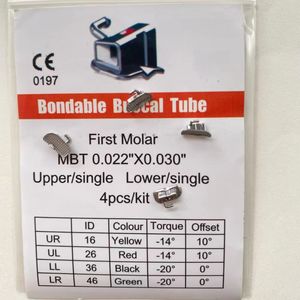 CE
0197
Bondable Buccal Tube
First Molar
MBT 0.022"X0.030"
Upper/single Lower/single
4pcs/kit
ID Colour Torque Offset
UR 16 Yellow -14° 10°
UL 26 Red -14° 10°
LL 36 Black -20° 0°
LR 46 Green -20° 0°